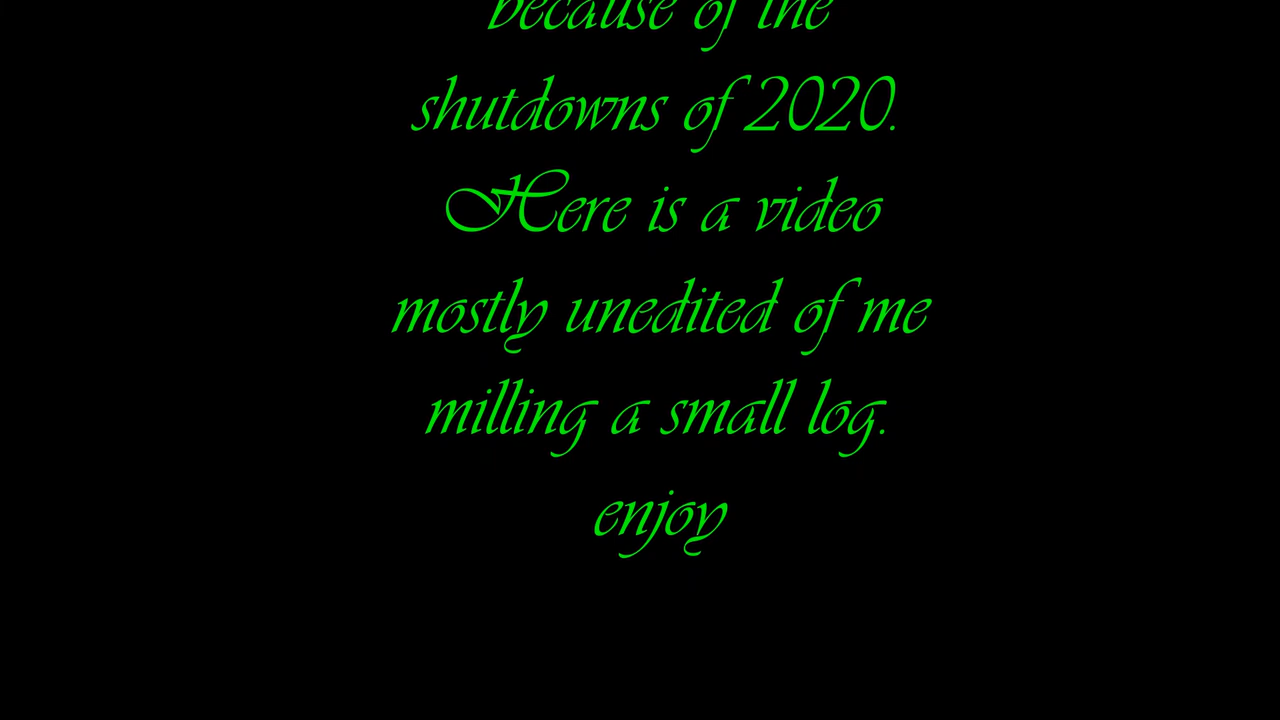 because of the
shutdowns of 2020.
Here is a video
mostly unedited of me
milling a small log.
enjoy